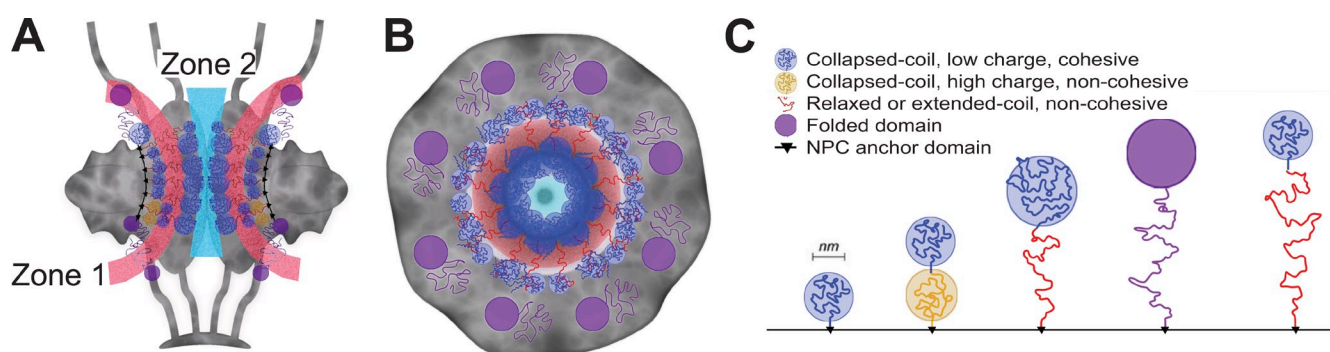 A
Zone 2
Zone 1
B
C
Collapsed-coil, low charge, cohesive
Collapsed-coil, high charge, non-cohesive
Relaxed or extended-coil, non-cohesive
Folded domain
NPC anchor domain
nm